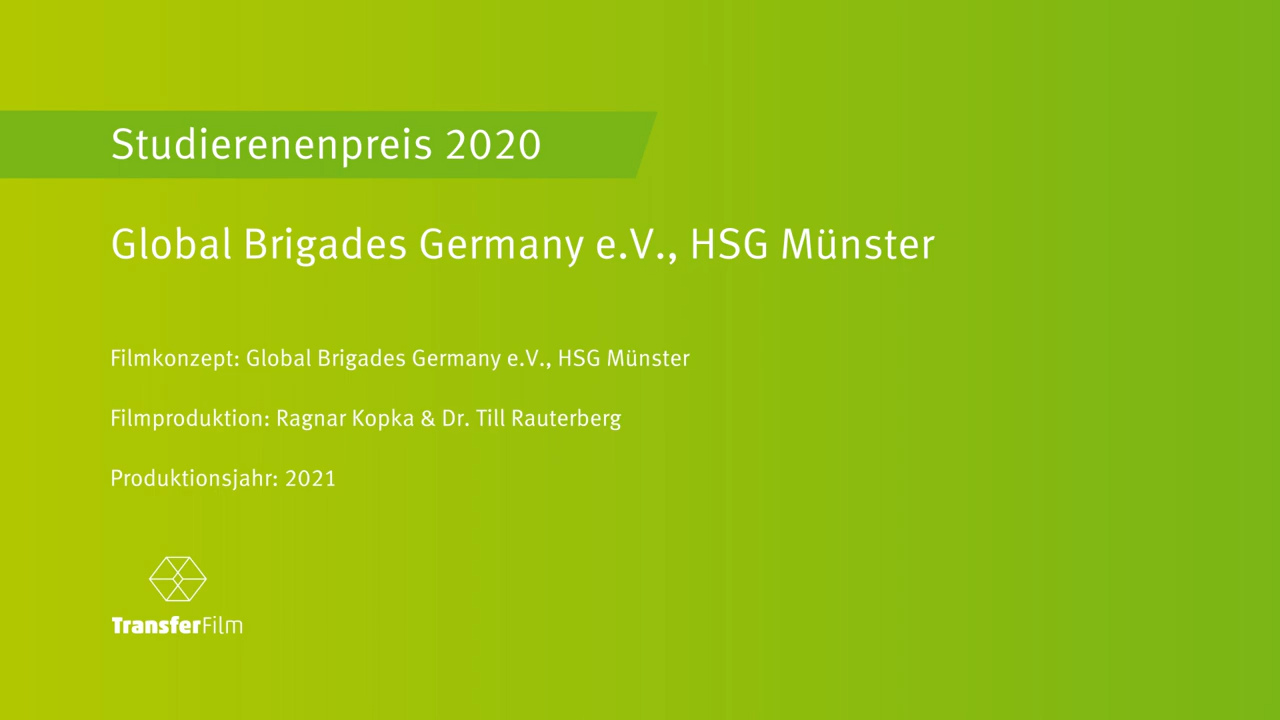 Studierenenpreis 2020
Global Brigades Germany e.V., HSG Münster
Filmkonzept: Global Brigades Germany e.V., HSG Münster
Filmproduktion: Ragnar Kopka & Dr. Till Rauterberg
Produktionsjahr: 2021
TransferFilm